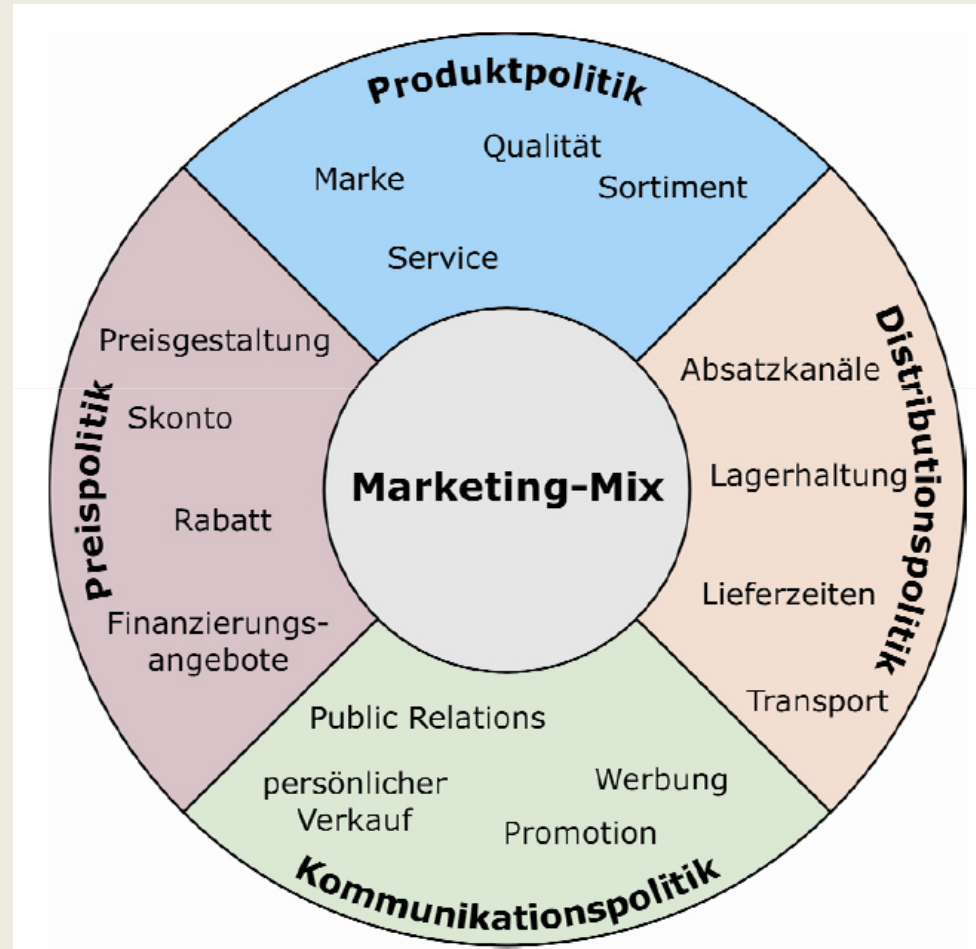 Produktpolitik
Qualität
Marke
Sortiment
Service
Preispolitik
Preisgestaltung
Skonto
Rabatt
Finanzierungs-
angebote
Marketing-Mix
Distributionspolitik
Absatzkanäle
Lagerhaltung
Lieferzeiten
Transport
Public Relations
persönlicher
Verkauf
Werbung
Promotion
Kommunikationspolitik